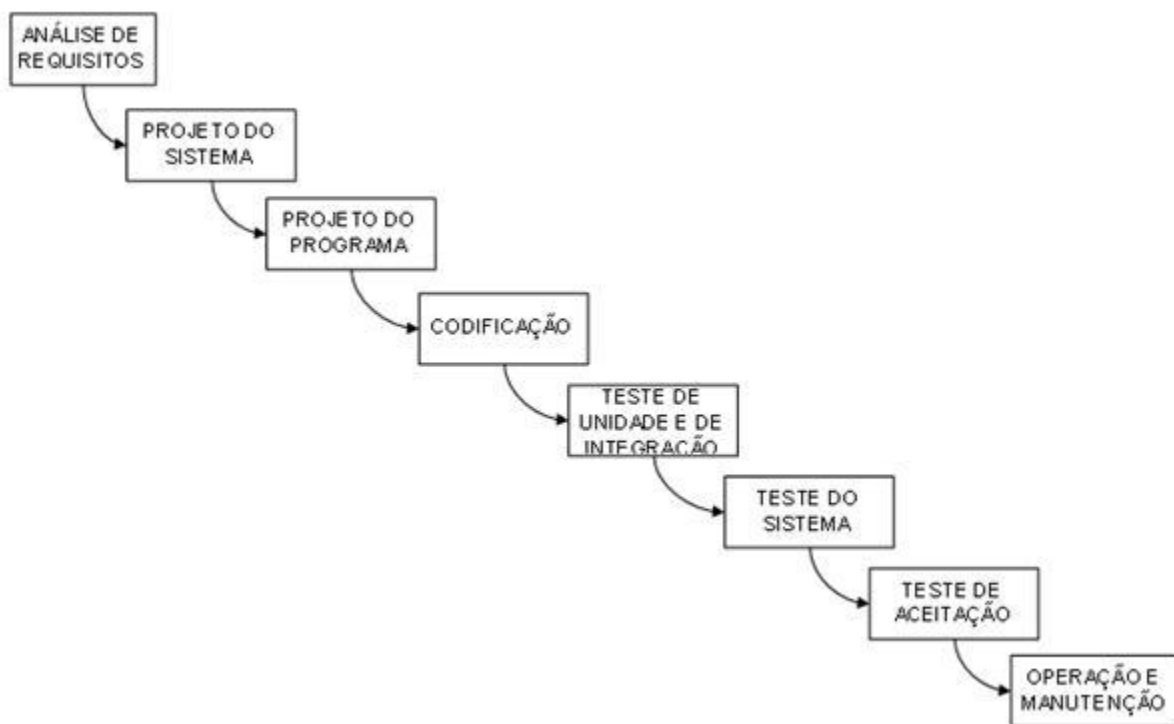 ANÁLISE DE
REQUISITOS
PROJETO DO
SISTEMA
PROJETO DO
PROGRAMA
CODIFICAÇÃO
TESTE DE
UNIDADE E DE
INTEGRAÇÃO
TESTE DO
SISTEMA
TESTE DE
ACEITAÇÃO
OPERAÇÃO E
MANUTENÇÃO